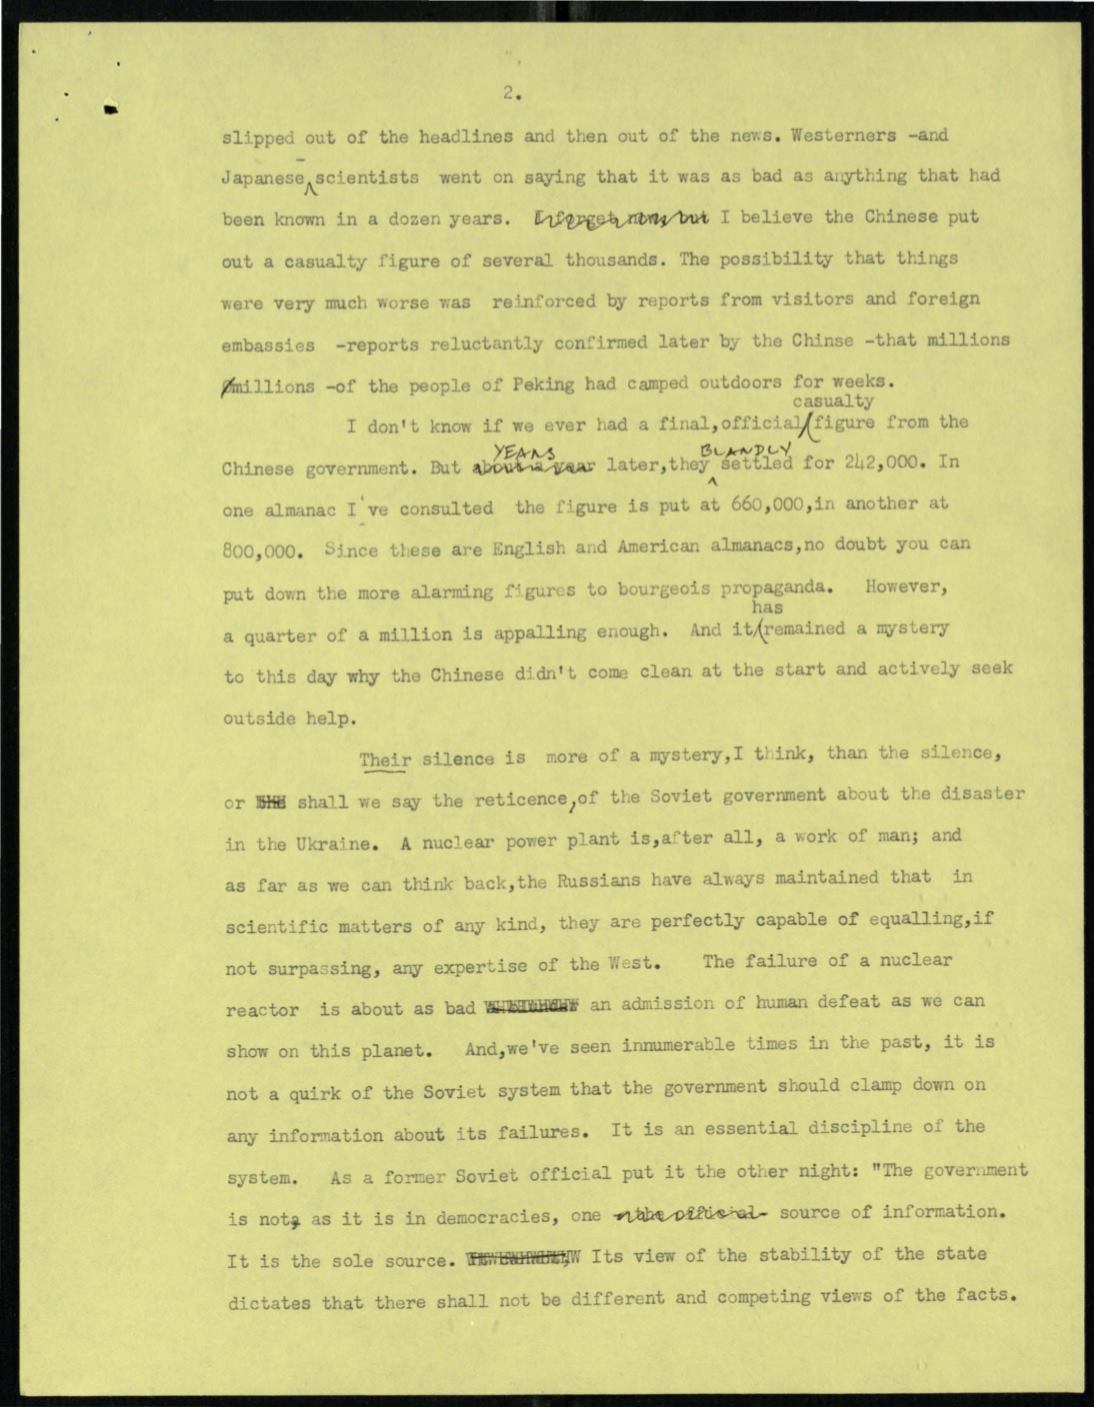 2.
slipped out of the headlines and then out of the news. Westerners -and
Japanese scientists went on saying that it was as bad as anything that had
been known in a dozen years. I forget now, but I believe the Chinese put
out a casualty figure of several thousands. The possibility that things
were very much worse was reinforced by reports from visitors and foreign
embassies -reports reluctantly confirmed later by the Chinse -that millions
millions -of the people of Peking had camped outdoors for weeks.
casualty
I don't know if we ever had a final,official figure from the
YEARS BLANDLY
Chinese government. But about a year later,they settled for 242,000. In
one almanac I've consulted the figure is put at 660,000,in another at
800,000. Since these are English and American almanacs,no doubt you can
put down the more alarming figures to bourgeois propaganda. However,
has
a quarter of a million is appalling enough. And it remained a mystery
to this day why the Chinese didn't come clean at the start and actively seek
outside help.
Their silence is more of a mystery,I think, than the silence,
or shall we say the reticence,of the Soviet government about the disaster
in the Ukraine. A nuclear power plant is,after all, a work of man; and
as far as we can think back,the Russians have always maintained that in
scientific matters of any kind, they are perfectly capable of equalling,if
not surpassing, any expertise of the West. The failure of a nuclear
reactor is about as bad an admission of human defeat as we can
show on this planet. And,we've seen innumerable times in the past, it is
not a quirk of the Soviet system that the government should clamp down on
any information about its failures. It is an essential discipline of the
system. As a former Soviet official put it the other night: "The government
is not, as it is in democracies, one the official source of information.
It is the sole source. Its view of the stability of the state
dictates that there shall not be different and competing views of the facts.